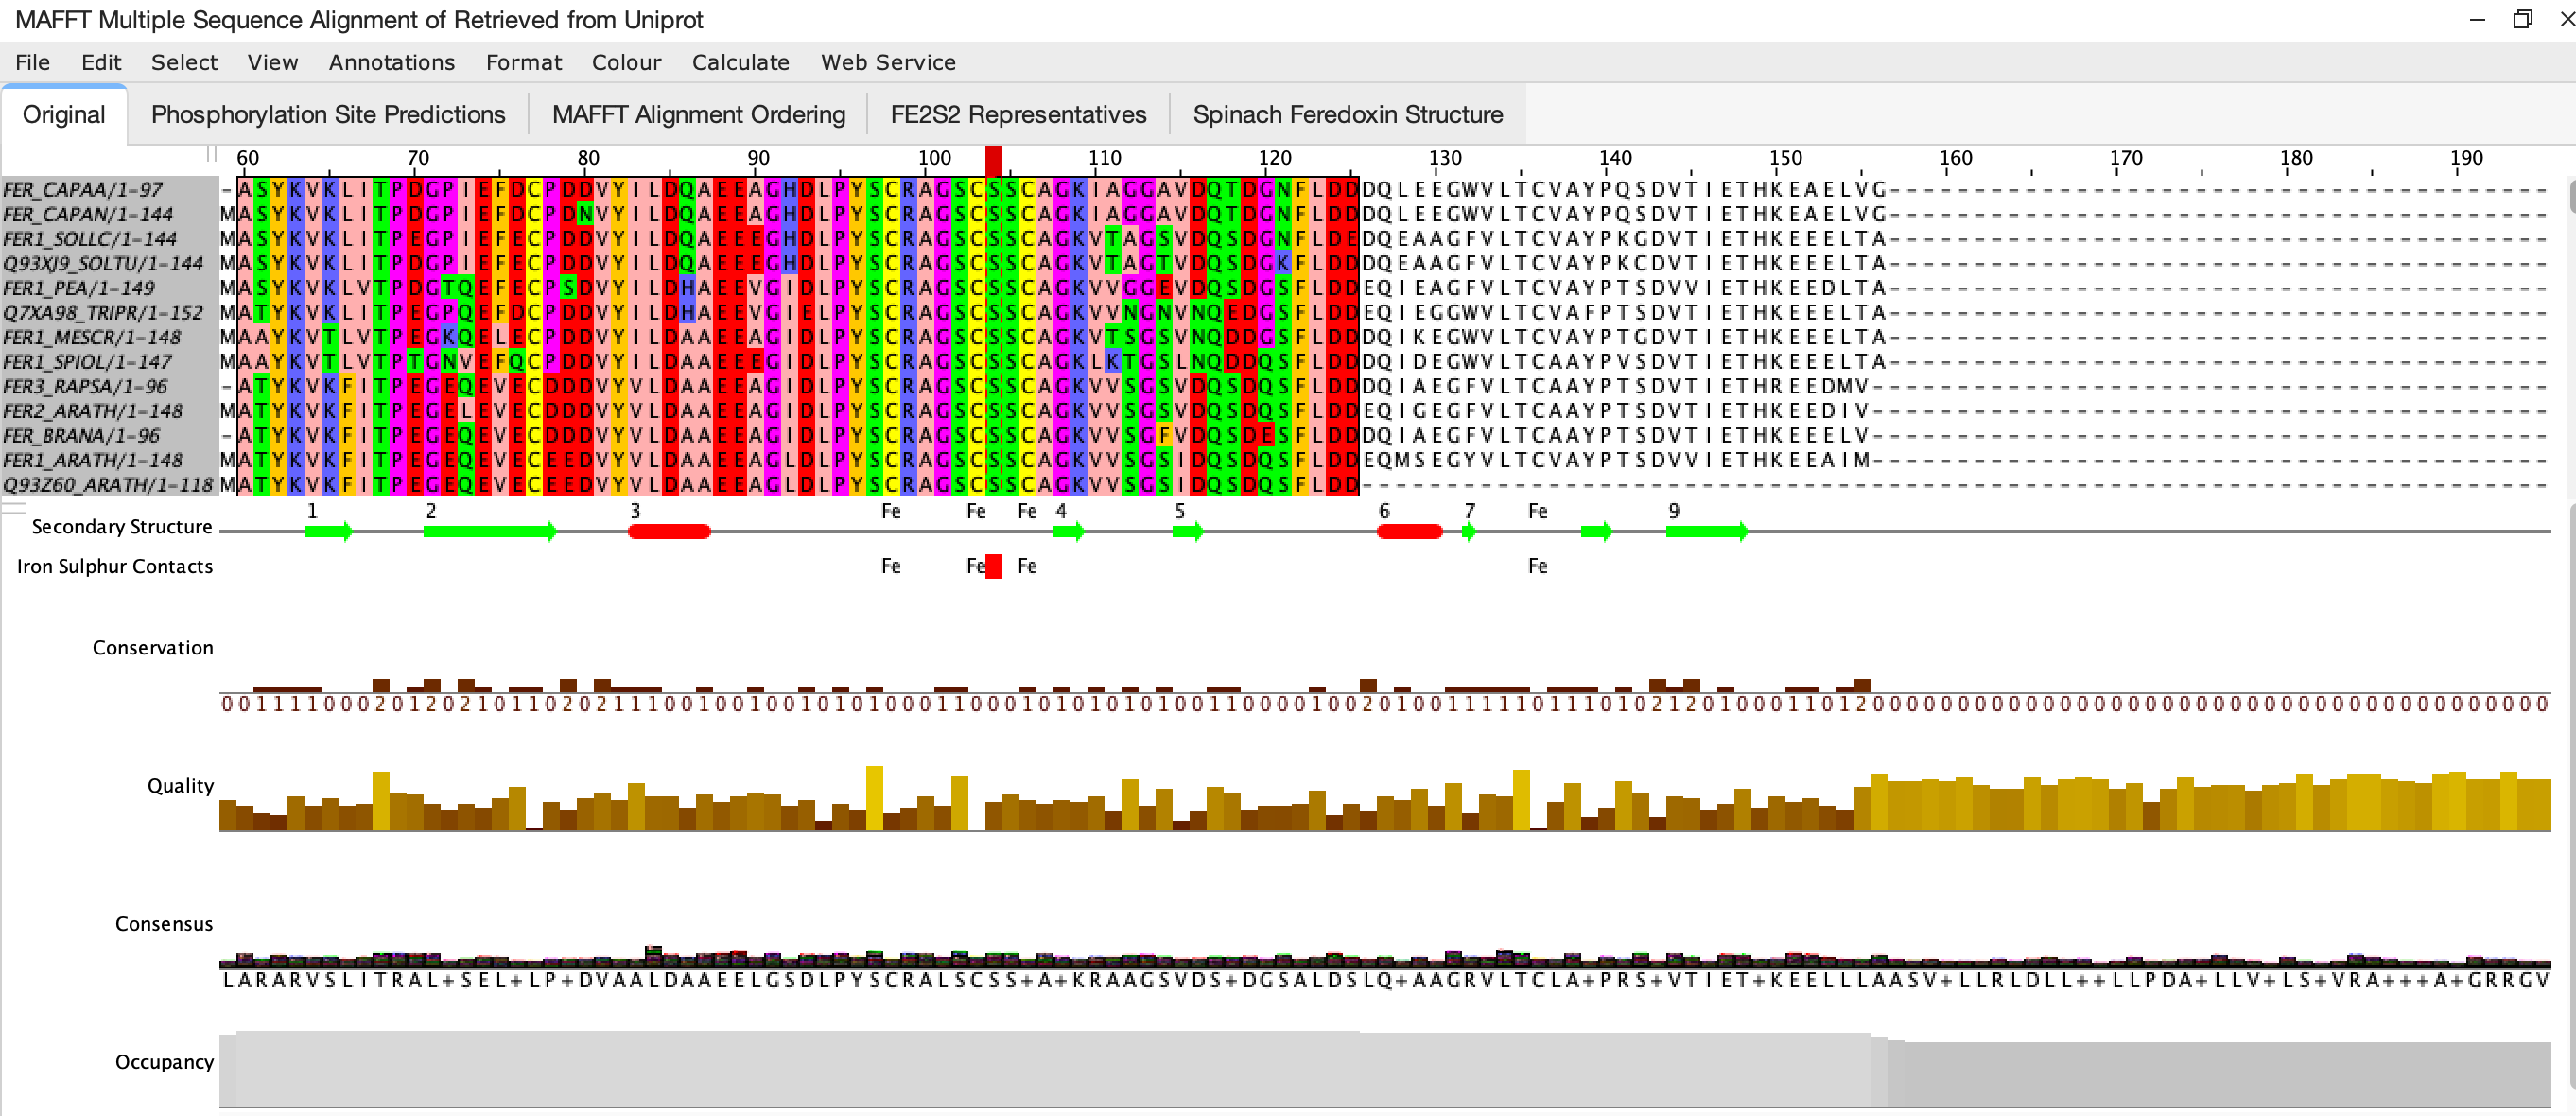 MAFFT Multiple Sequence Alignment of Retrieved from Uniprot
File Edit Select View Annotations Format Colour Calculate Web Service
Original Phosphorylation Site Predictions MAFFT Alignment Ordering FE2S2 Representatives Spinach Feredoxin Structure
60 70 80 90 100 110 120 130 140 150 160 170 180 190
FER_CAPAA/1-97 -ASYKVKLITPDGPIEFDCPDDVYILDQAEEAGHDLPYSCRAGSCSSCAGKIAGGAVDQTDGNFLDDDQLEEGWVLTCVAYPQSDVTIETHKEAELVG---------------------------------------
FER_CAPAN/1-144 MASYKVKLITPDGPIEFDCPDNVYILDQAEEAGHDLPYSCRAGSCSSCAGKIAGGAVDQTDGNFLDDDQLEEGWVLTCVAYPQSDVTIETHKEAELVG---------------------------------------
FER1_SOLLC/1-144 MASYKVKLITPEGPIEFECPDDVYILDQAEEEGHDLPYSCRAGSCSSCAGKVTAGSVDQSDGNFLDEDQEAAGFVLTCVAYPKGDVTIETHKEEELTA---------------------------------------
Q93XJ9_SOLTU/1-144 MASYKVKLITPDGPIEFECPDDVYILDQAEEEGHDLPYSCRAGSCSSCAGKVTAGTVDQSDGKFLDDDQEAAGFVLTCVAYPKCDVTIETHKEEELTA---------------------------------------
FER1_PEA/1-149 MASYKVKLVTPDGTQEFECPSDVYILDHAEEVGIDLPYSCRAGSCSSCAGKVVGGEVDQSDGSFLDDEQIEAGFVLTCVAYPTSDVVIETHKEEDLTA---------------------------------------
Q7XA98_TRIPR/1-152 MATYKVKLITPEGPQEFDCPDDVYILDHAEEVGIELPYSCRAGSCSSCAGKVVNGNVNQEDGSFLDDEQIEGGWVLTCVAFPTSDVTIETHKEEELTA---------------------------------------
FER1_MESCR/1-148 MAAYKVTLVTPEGKQELECPDDVYILDAAEEAGIDLPYSCRAGSCSSCAGKVTSGSVNQDDGSFLDDDQIKEGWVLTCVAYPTGDVTIETHKEEELTA---------------------------------------
FER1_SPIOL/1-147 MAAYKVTLVTPTGNVEFQCPDDVYILDAAEEEGIDLPYSCRAGSCSSCAGKLKTGSLNQDDQSFLDDDQIDEGWVLTCAAYPVSDVTIETHKEEELTA---------------------------------------
FER3_RAPSA/1-96 -ATYKVKFITPEGEQEVECDDDVYVLDAAEEAGIDLPYSCRAGSCSSCAGKVVSGSVDQSDQSFLDDDQIAEGFVLTCAAYPTSDVTIETHREEDMV----------------------------------------
FER2_ARATH/1-148 MATYKVKFITPEGELEVECDDDVYVLDAAEEAGIDLPYSCRAGSCSSCAGKVVSGSVDQSDQSFLDDEQIGEGFVLTCAAYPTSDVTIETHKEEDIV----------------------------------------
FER_BRANA/1-96 -ATYKVKFITPEGEQEVECDDDVYVLDAAEEAGIDLPYSCRAGSCSSCAGKVVSGFVDQSDESFLDDDQIAEGFVLTCAAYPTSDVTIETHKEEELV----------------------------------------
FER1_ARATH/1-148 MATYKVKFITPEGEQEVECEEDVYVLDAAEEAGLDLPYSCRAGSCSSCAGKVVSGSIDQSDQSFLDDEQMSEGYVLTCVAYPTSDVVIETHKEEAIM----------------------------------------
Q93Z60_ARATH/1-118 MATYKVKFITPEGEQEVECEEDVYVLDAAEEAGLDLPYSCRAGSCSSCAGKVVSGSIDQSDQSFLDD----------------------------------------------------------------------
1 2 3 Fe Fe Fe 4 5 6 7 Fe 9
Secondary Structure
Iron Sulphur Contacts Fe Fe Fe Fe
Conservation
00111100020120210110202111001001001010100011000101010101001100001002010011111011101021201000110120000000000000000000000000000000000000000
Quality
Consensus
LARARVSLITRAL+SEL+LP+DVAALDAAEELGSDLPYSCRALSCSS+A+KRAAGSVDS+DGSALDSLQ+AAGRVLTCLA+PRS+VTIET+KEELLLAASV+LLRLDLL++LLPDA+LLV+LS+VRA+++A+GRRGV
Occupancy